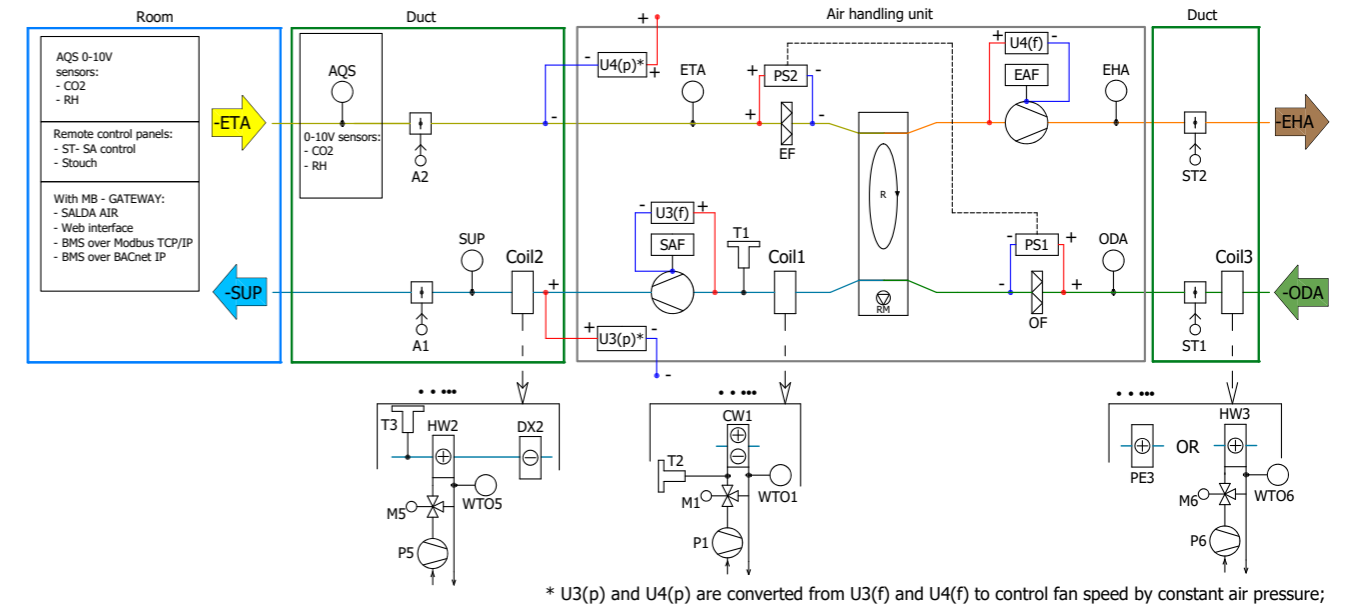 Room
Duct
Air handling unit
Duct
AQS 0-10V
sensors:
- CO2
- RH
Remote control panels:
- ST- SA control
- Stouch
With MB - GATEWAY:
- SALDA AIR
- Web interface
- BMS over Modbus TCP/IP
- BMS over BACnet IP
-ETA
AQS
0-10V sensors:
- CO2
- RH
A2
- U4(p)* +
+
-
ETA
+ PS2 -
+ -
EF
+ U4(f) -
EAF
EHA
ST2
-EHA
R
RM
-SUP
A1
SUP
Coil2
+
+ U3(p)* -
-
- U3(f) +
SAF
T1
Coil1
- PS1 +
- +
OF
ODA
ST1
Coil3
-ODA
T3
HW2
DX2
M5
WTO5
P5
CW1
T2
M1
WTO1
P1
PE3
OR
HW3
M6
WTO6
P6
* U3(p) and U4(p) are converted from U3(f) and U4(f) to control fan speed by constant air pressure;